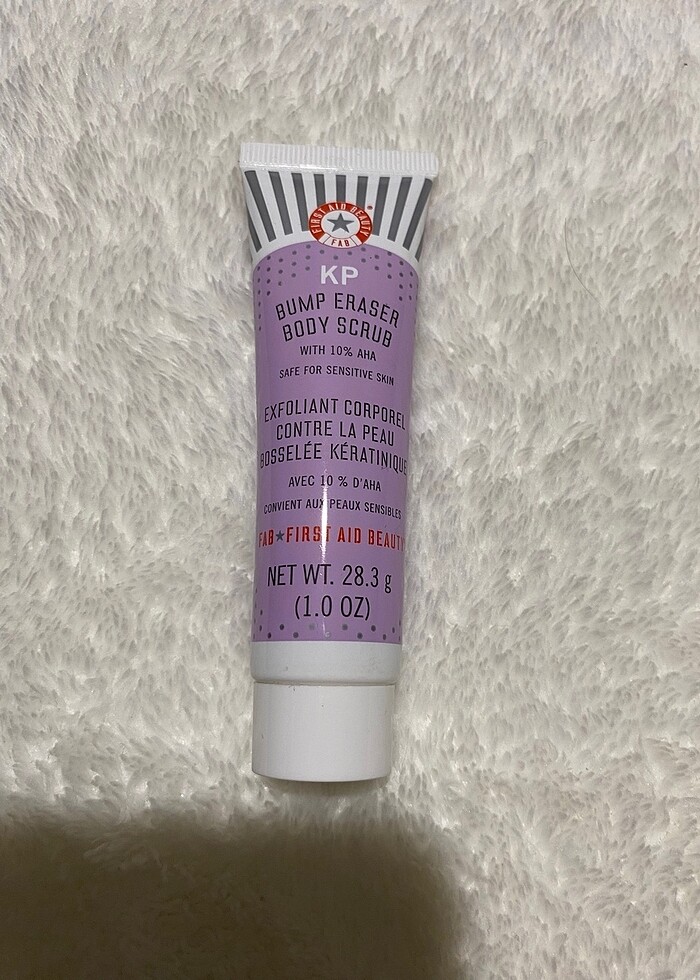 FIRST AID BEAUTY
FAB
KP
BUMP ERASER
BODY SCRUB
WITH 10% AHA
SAFE FOR SENSITIVE SKIN
EXFOLIANT CORPOREL
CONTRE LA PEAU
BOSSELÉE KÉRATINIQUE
AVEC 10 % D'AHA
CONVIENT AUX PEAUX SENSIBLES
FAB★FIRST AID BEAUTY
NET WT. 28.3 g
(1.0 OZ)